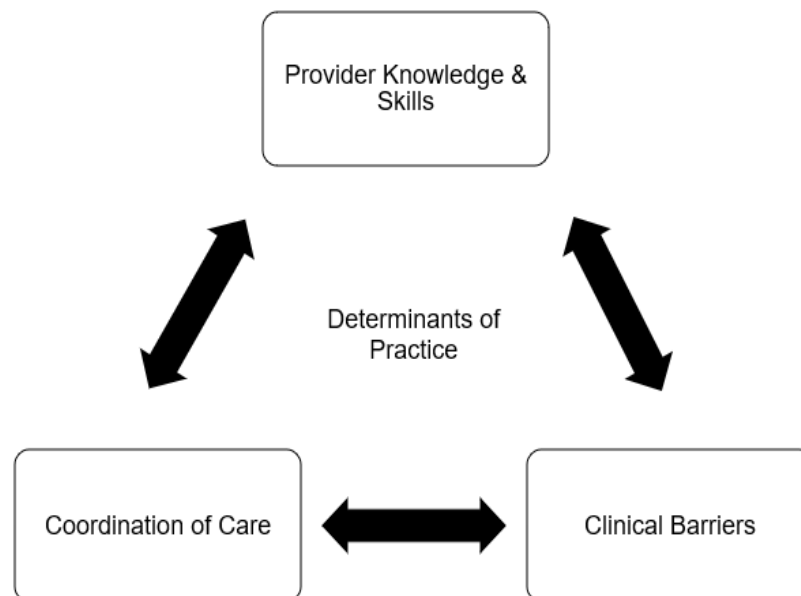 Provider Knowledge &
Skills
Determinants of
Practice
Coordination of Care
Clinical Barriers